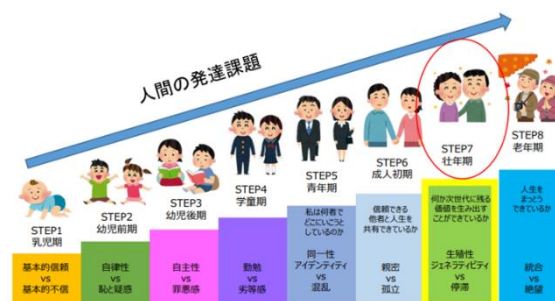 人間の発達課題
STEP1
乳児期
基本的信頼
vs
基本的不信
STEP2
幼児前期
自律性
vs
恥と疑惑
STEP3
幼児後期
自主性
vs
罪悪感
STEP4
学童期
勤勉
vs
劣等感
STEP5
青年期
私は何者で
どこにいこうと
しているのか
同一性
アイデンティティ
vs
混乱
STEP6
成人初期
信頼できる
他者と人生を
共有できているか
親密
vs
孤立
STEP7
壮年期
何か次世代に残る
価値を生み出す
ことができているか
生殖性
ジェネラティビティ
vs
停滞
STEP8
老年期
人生を
まっとう
できているか
統合
vs
絶望